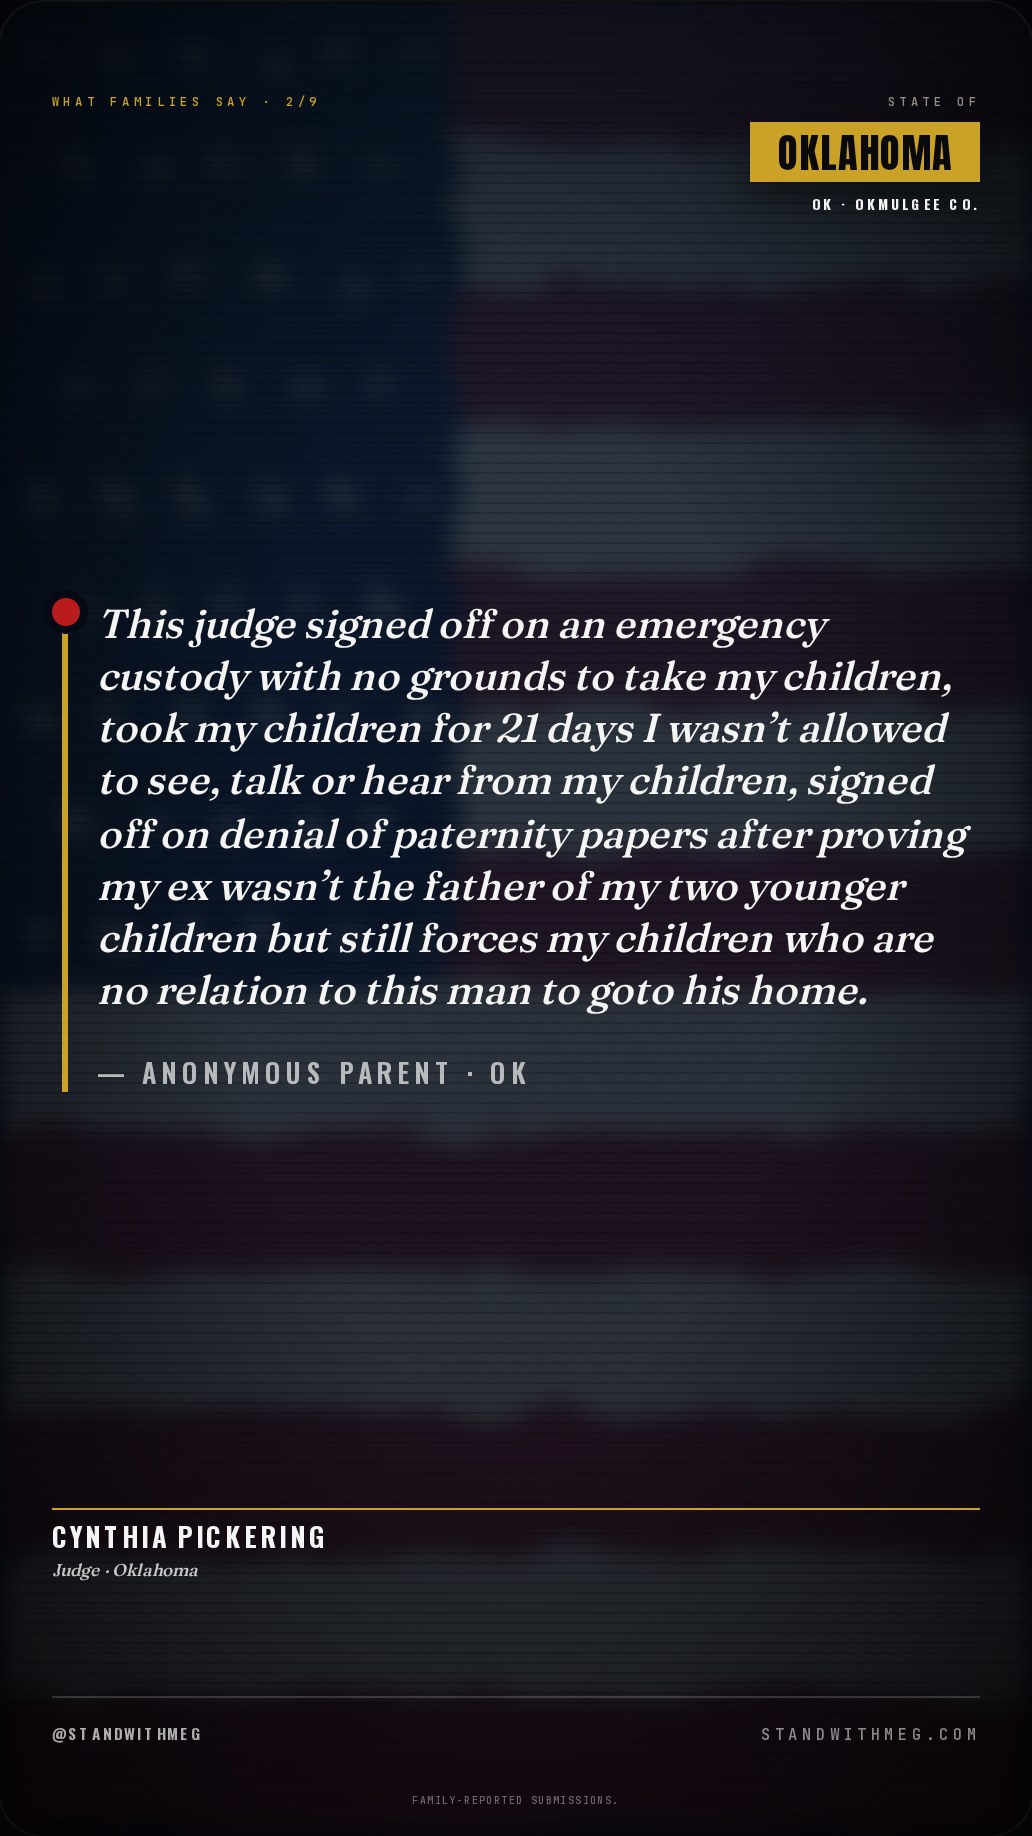 WHAT FAMILIES SAY · 2/9
STATE OF
OKLAHOMA
OK · OKMULGEE CO.
This judge signed off on an emergency
custody with no grounds to take my children,
took my children for 21 days I wasn’t allowed
to see, talk or hear from my children, signed
off on denial of paternity papers after proving
my ex wasn’t the father of my two younger
children but still forces my children who are
no relation to this man to goto his home.
— ANONYMOUS PARENT · OK
CYNTHIA PICKERING
Judge · Oklahoma
@STANDWITHMEG
STANDWITHMEG.COM
FAMILY-REPORTED SUBMISSIONS.